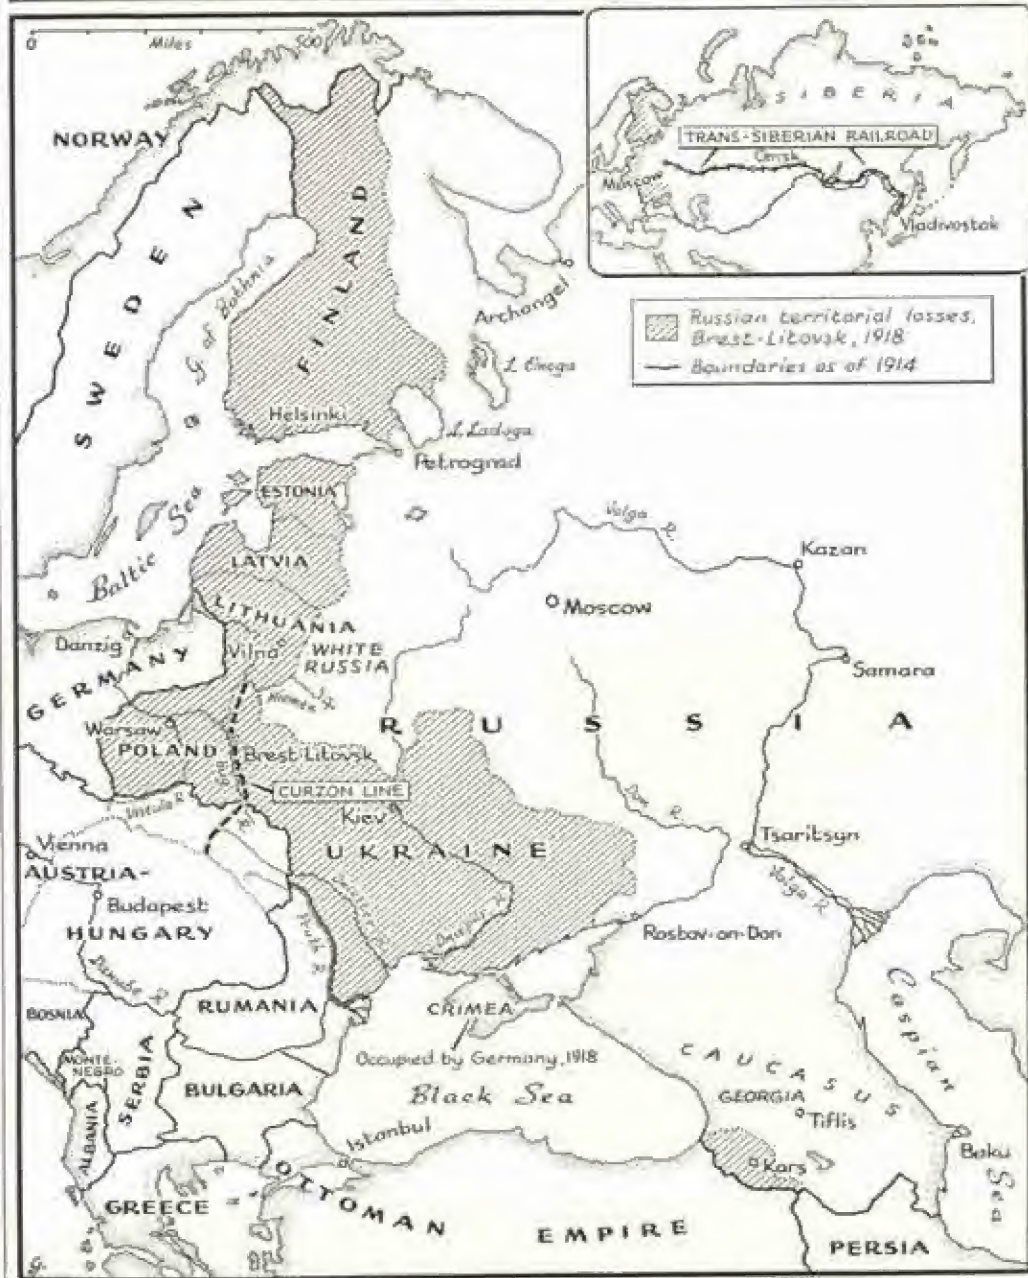 0 Miles 500
NORWAY
SWEDEN
G. of Bothnia
FINLAND
Helsinki
Archangel
L. Onega
L. Ladoga
Petrograd
SIBERIA
TRANS-SIBERIAN RAILROAD
Omsk
Moscow
Vladivostok
Russian territorial losses,
Brest-Litovsk, 1918
Boundaries as of 1914
Baltic Sea
ESTONIA
LATVIA
LITHUANIA
Vilna
WHITE
RUSSIA
Niemen R.
Danzig
GERMANY
Warsaw
POLAND
Bug R.
Brest-Litovsk
CURZON LINE
Kiev
UKRAINE
RUSSIA
Volga R.
Kazan
Moscow
Samara
Don R.
Tsaritsyn
Volga R.
Rostov-on-Don
Vistula R.
Vienna
AUSTRIA-
Budapest
HUNGARY
Danube R.
Dniester R.
Dnieper R.
Pruth R.
BOSNIA
MONTE-
NEGRO
SERBIA
ALBANIA
RUMANIA
BULGARIA
GREECE
CRIMEA
Occupied by Germany, 1918
Black Sea
Istanbul
OTTOMAN EMPIRE
CAUCASUS
GEORGIA
Tiflis
Kars
Baku
Caspian Sea
PERSIA